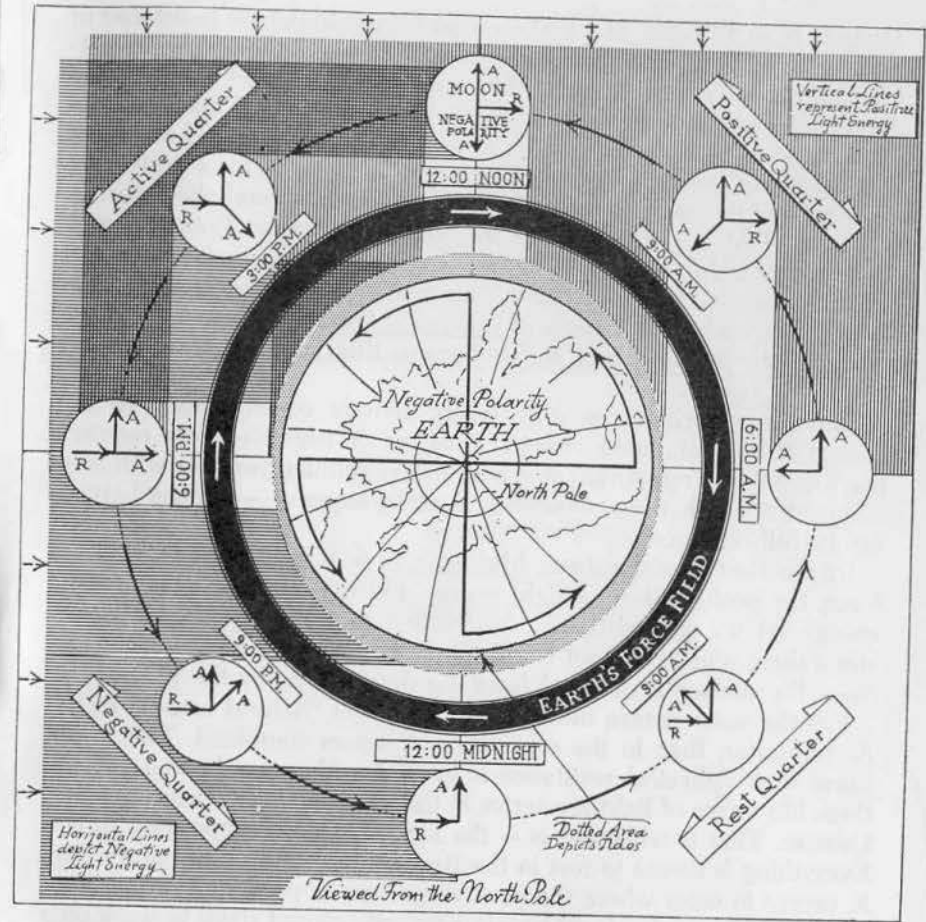 + + + + + +
A
MOON
R
NEGATIVE
POLARITY
A
12:00 NOON
Vertical Lines
represent Positive
Light Energy
Active Quarter
Positive Quarter
A
R
A
3:00 P.M.
A
R
A
9:00 A.M.
Negative Polarity
EARTH
North Pole
A
R
A
6:00 P.M.
A
A
6:00 A.M.
EARTH'S FORCE FIELD
A
R
A
9:00 P.M.
A
R
A
3:00 A.M.
Negative Quarter
Rest Quarter
12:00 MIDNIGHT
A
R
Dotted Area
Depicts Tides
Horizontal Lines
depict Negative
Light Energy
Viewed From the North Pole